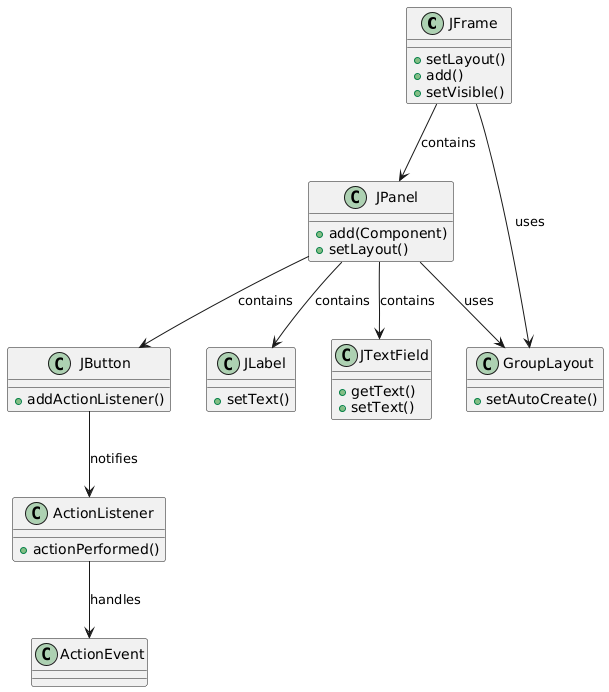 C JFrame
setLayout()
add()
setVisible()
contains
uses
C JPanel
add(Component)
setLayout()
contains
contains
contains
uses
C JButton
addActionListener()
C JLabel
setText()
C JTextField
getText()
setText()
C GroupLayout
setAutoCreate()
notifies
C ActionListener
actionPerformed()
handles
C ActionEvent